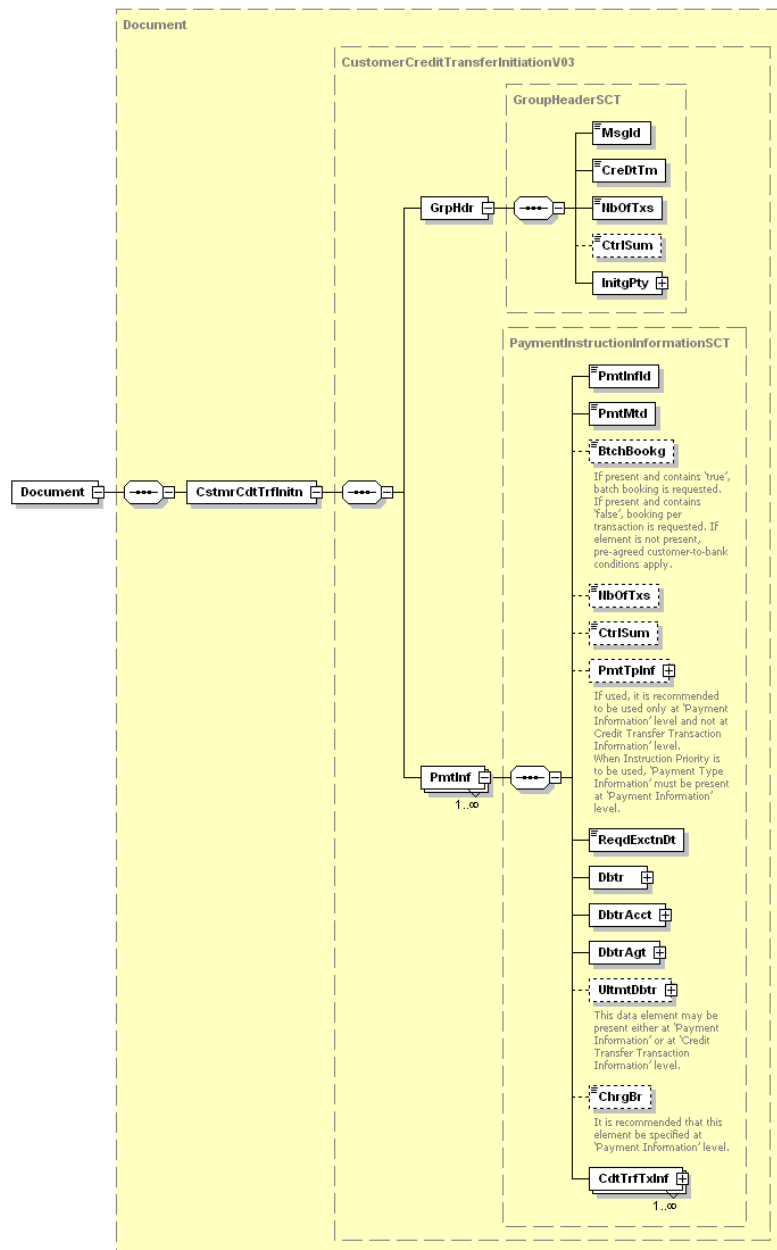 Document
CustomerCreditTransferInitiationV03
GroupHeaderSCT
MsgId
CreDtTm
GrpHdr
NbOfTxs
CtrlSum
InitgPty
PaymentInstructionInformationSCT
PmtInfId
PmtMtd
BtchBookg
If present and contains 'true',
batch booking is requested.
If present and contains
'false', booking per
transaction is requested. If
element is not present,
pre-agreed customer-to-bank
conditions apply.
Document
CstmrCdtTrfInitn
NbOfTxs
CtrlSum
PmtTpInf
If used, it is recommended
to be used only at 'Payment
Information' level and not at
Credit Transfer Transaction
Information' level.
When Instruction Priority is
to be used, 'Payment Type
Information' must be present
at 'Payment Information'
level.
PmtInf
1..∞
ReqdExctnDt
Dbtr
DbtrAcct
DbtrAgt
UltmtDbtr
This data element may be
present either at 'Payment
Information' or at 'Credit
Transfer Transaction
Information' level.
ChrgBr
It is recommended that this
element be specified at
'Payment Information' level.
CdtTrfTxInf
1..∞